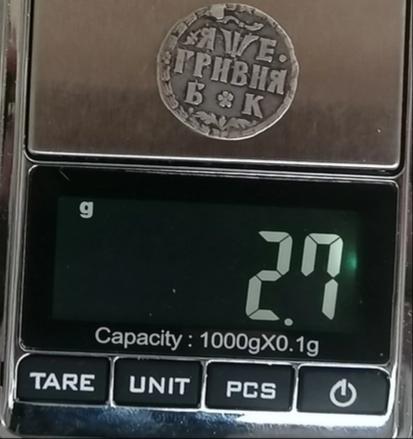 ҂АѰЕ.
ГРИВНЯ
Б К
g
2.7
Capacity : 1000gX0.1g
TARE UNIT PCS